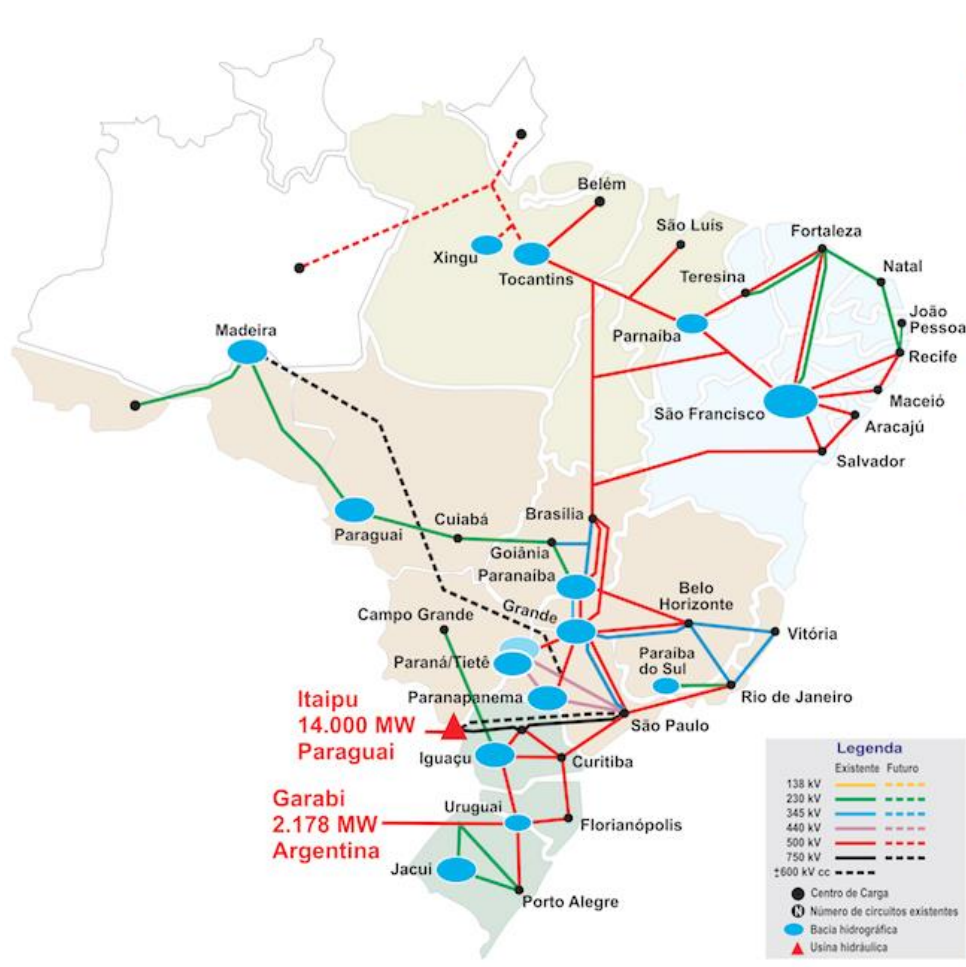 Belém
São Luís
Fortaleza
Xingu
Tocantins
Teresina
Natal
João
Pessoa
Madeira
Parnaíba
Recife
São Francisco
Maceió
Aracajú
Salvador
Brasília
Paraguai
Cuiabá
Goiânia
Paranaíba
Belo
Horizonte
Campo Grande
Grande
Vitória
Paraíba
do Sul
Paraná/Tietê
Paranapanema
Rio de Janeiro
Itaipu
14.000 MW
Paraguai
São Paulo
Iguaçu
Curitiba
Garabi
2.178 MW
Argentina
Uruguai
Florianópolis
Jacui
Porto Alegre
Legenda
Existente Futuro
138 kV
230 kV
345 kV
440 kV
500 kV
750 kV
±600 kV cc
Centro de Carga
N Número de circuitos existentes
Bacia hidrográfica
Usina hidráulica